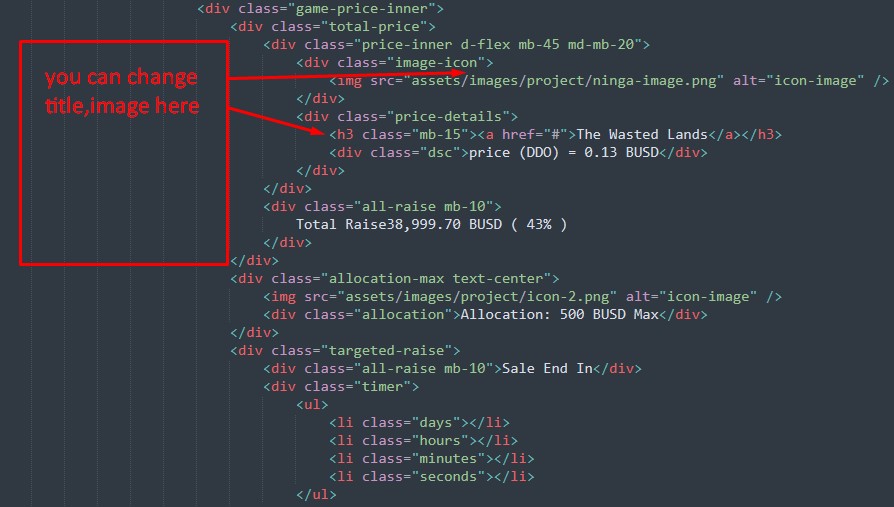 <div class="game-price-inner">
<div class="total-price">
<div class="price-inner d-flex mb-45 md-mb-20">
<div class="image-icon">
<img src="assets/images/project/ninga-image.png" alt="icon-image" />
</div>
<div class="price-details">
<h3 class="mb-15"><a href="#">The Wasted Lands</a></h3>
<div class="dsc">price (DDO) = 0.13 BUSD</div>
</div>
</div>
<div class="all-raise mb-10">
Total Raise38,999.70 BUSD ( 43% )
</div>
</div>
<div class="allocation-max text-center">
<img src="assets/images/project/icon-2.png" alt="icon-image" />
<div class="allocation">Allocation: 500 BUSD Max</div>
</div>
<div class="targeted-raise">
<div class="all-raise mb-10">Sale End In</div>
<div class="timer">
<ul>
<li class="days"></li>
<li class="hours"></li>
<li class="minutes"></li>
<li class="seconds"></li>
</ul>
you can change
title,image here